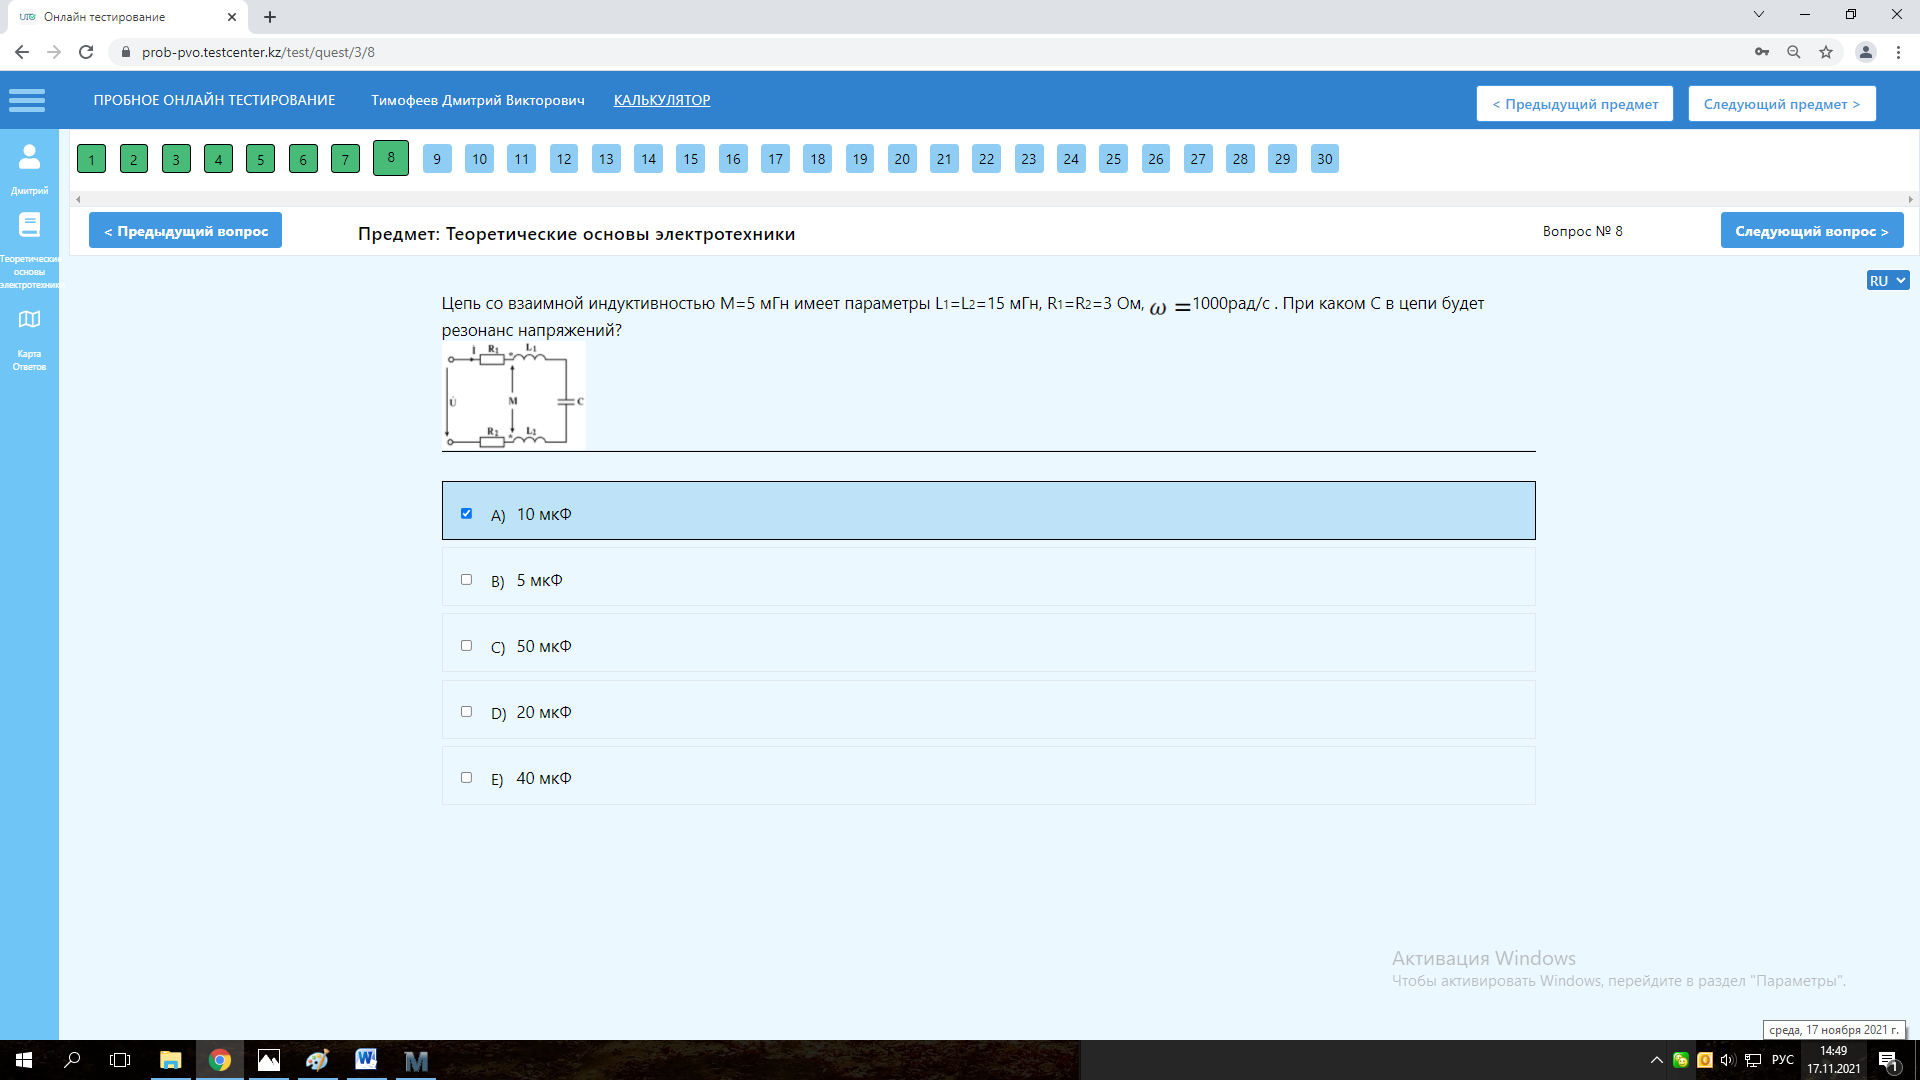 Онлайн тестирование
prob-pvo.testcenter.kz/test/quest/3/8
ПРОБНОЕ ОНЛАЙН ТЕСТИРОВАНИЕ Тимофеев Дмитрий Викторович КАЛЬКУЛЯТОР < Предыдущий предмет Следующий предмет >
1 2 3 4 5 6 7 8 9 10 11 12 13 14 15 16 17 18 19 20 21 22 23 24 25 26 27 28 29 30
Дмитрий
Теоретические
основы
электротехники
Карта
Ответов
< Предыдущий вопрос Предмет: Теоретические основы электротехники Вопрос № 8 Следующий вопрос >
RU
Цепь со взаимной индуктивностью М=5 мГн имеет параметры L1=L2=15 мГн, R1=R2=3 Ом, ω =1000рад/с . При каком С в цепи будет
резонанс напряжений?
İ R1 * L1
U̇ M C
R2 * L2
A) 10 мкФ
B) 5 мкФ
C) 50 мкФ
D) 20 мкФ
E) 40 мкФ
Активация Windows
Чтобы активировать Windows, перейдите в раздел "Параметры".
среда, 17 ноября 2021 г.
РУС
14:49
17.11.2021
1